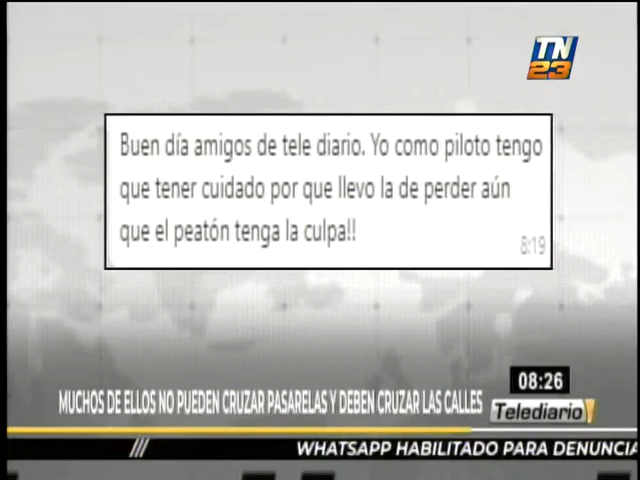 TN
23
Buen día amigos de tele diario. Yo como piloto tengo
que tener cuidado por que llevo la de perder aún
que el peatón tenga la culpa!!
8:19
08:26
MUCHOS DE ELLOS NO PUEDEN CRUZAR PASARELAS Y DEBEN CRUZAR LAS CALLES
Telediario
WHATSAPP HABILITADO PARA DENUNCIA